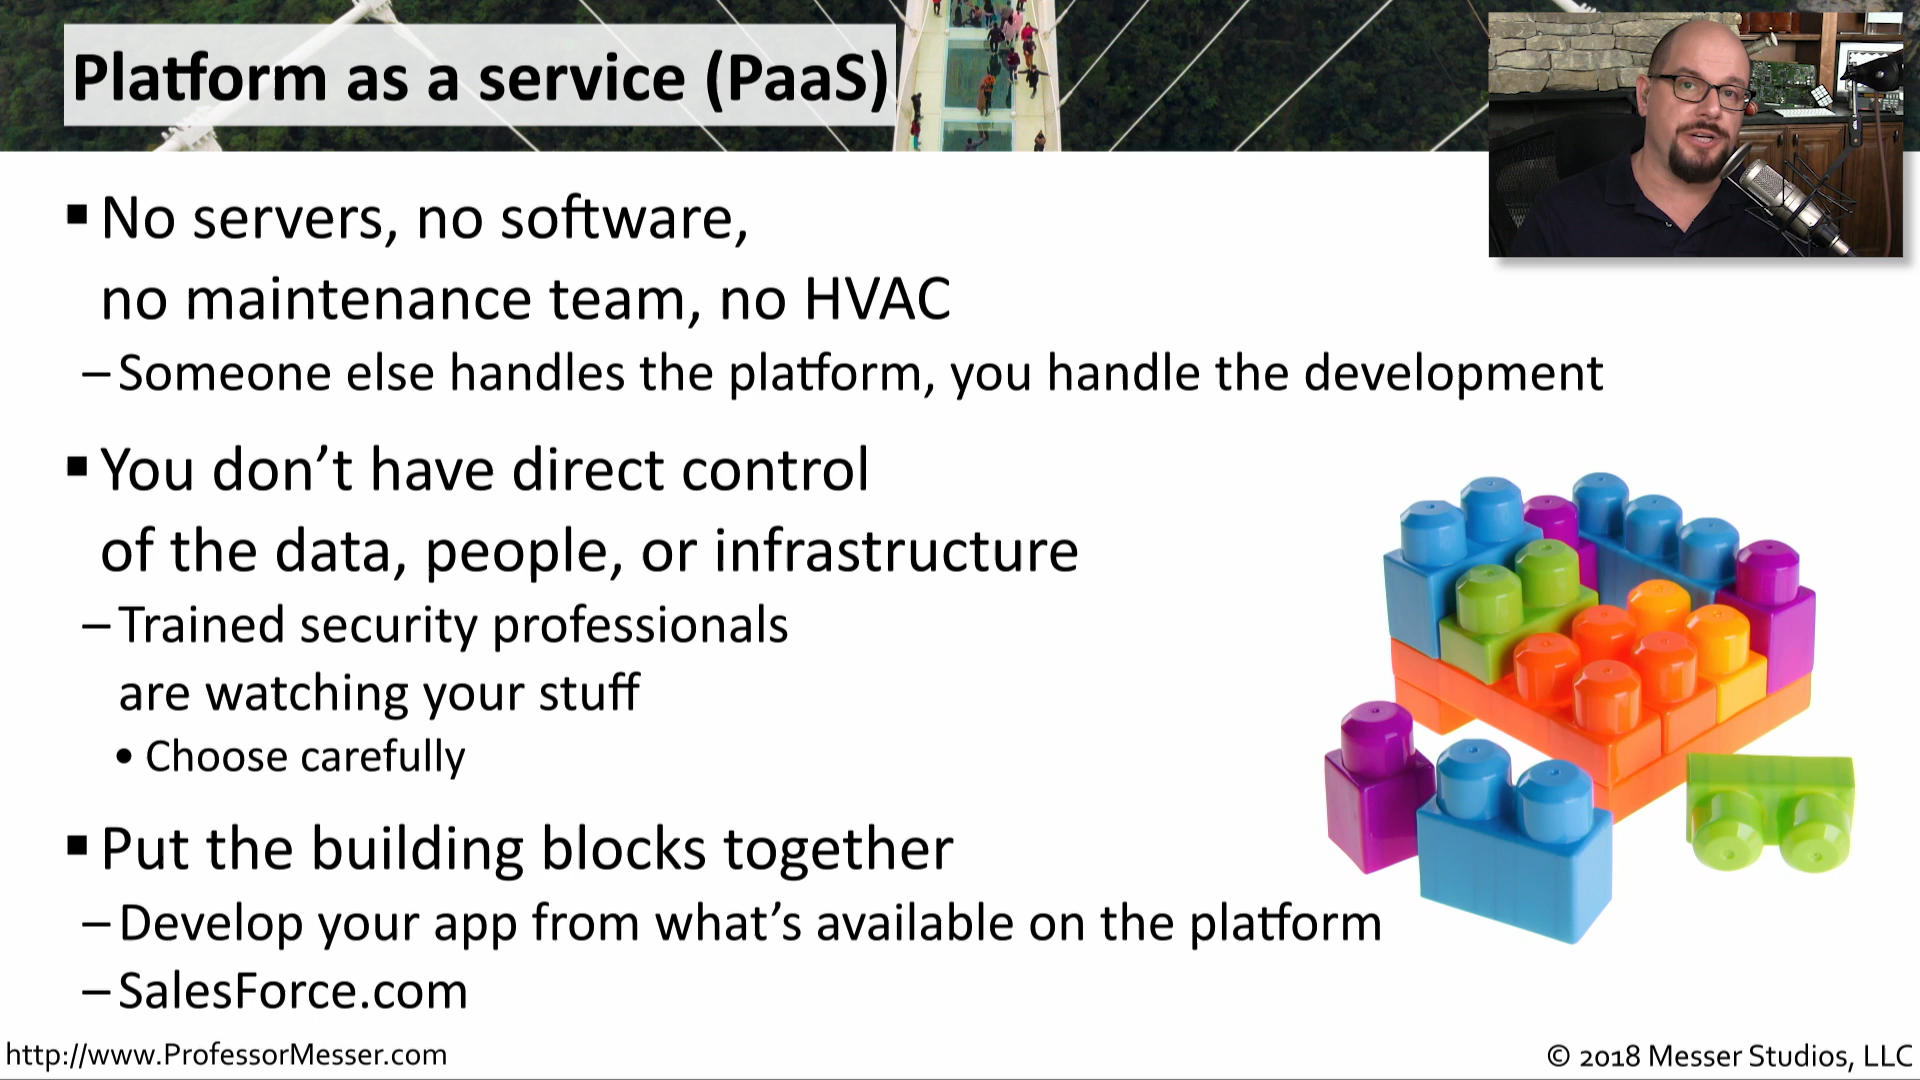 Platform as a service (PaaS)
▪ No servers, no software,
no maintenance team, no HVAC
– Someone else handles the platform, you handle the development
▪ You don’t have direct control
of the data, people, or infrastructure
– Trained security professionals
are watching your stuff
• Choose carefully
▪ Put the building blocks together
– Develop your app from what’s available on the platform
– SalesForce.com
http://www.ProfessorMesser.com
© 2018 Messer Studios, LLC